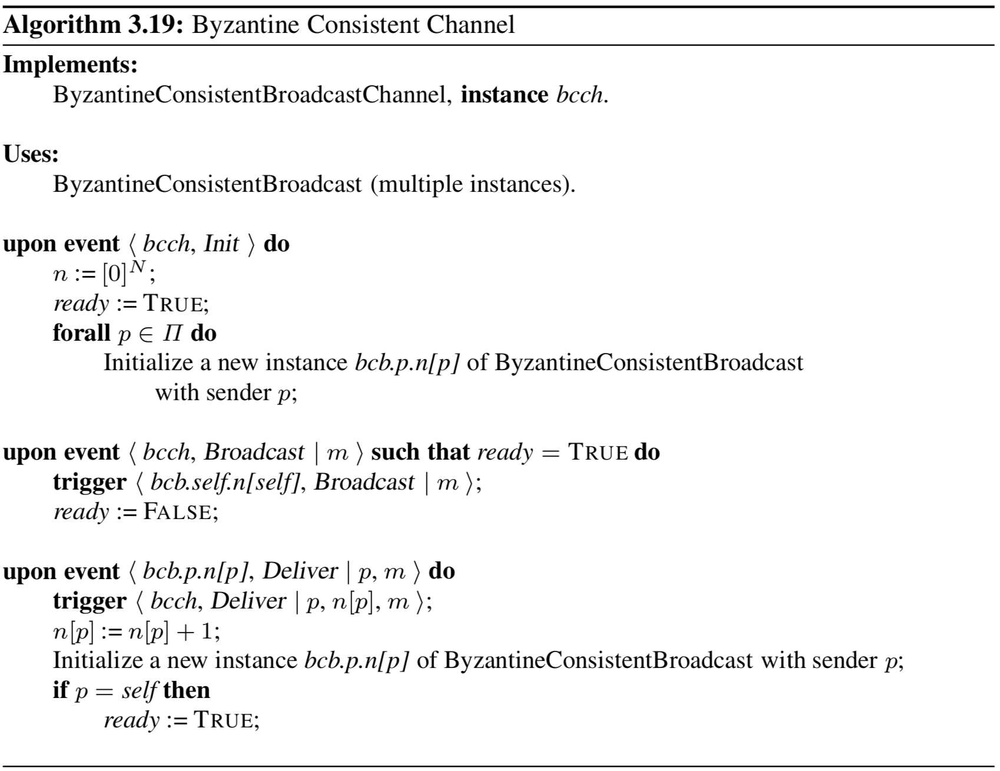 Algorithm 3.19: Byzantine Consistent Channel
Implements:
ByzantineConsistentBroadcastChannel, instance bcch.
Uses:
ByzantineConsistentBroadcast (multiple instances).
upon event ⟨ bcch, Init ⟩ do
n := [0]^N;
ready := TRUE;
forall p ∈ Π do
Initialize a new instance bcb.p.n[p] of ByzantineConsistentBroadcast
with sender p;
upon event ⟨ bcch, Broadcast | m ⟩ such that ready = TRUE do
trigger ⟨ bcb.self.n[self], Broadcast | m ⟩;
ready := FALSE;
upon event ⟨ bcb.p.n[p], Deliver | p, m ⟩ do
trigger ⟨ bcch, Deliver | p, n[p], m ⟩;
n[p] := n[p] + 1;
Initialize a new instance bcb.p.n[p] of ByzantineConsistentBroadcast with sender p;
if p = self then
ready := TRUE;